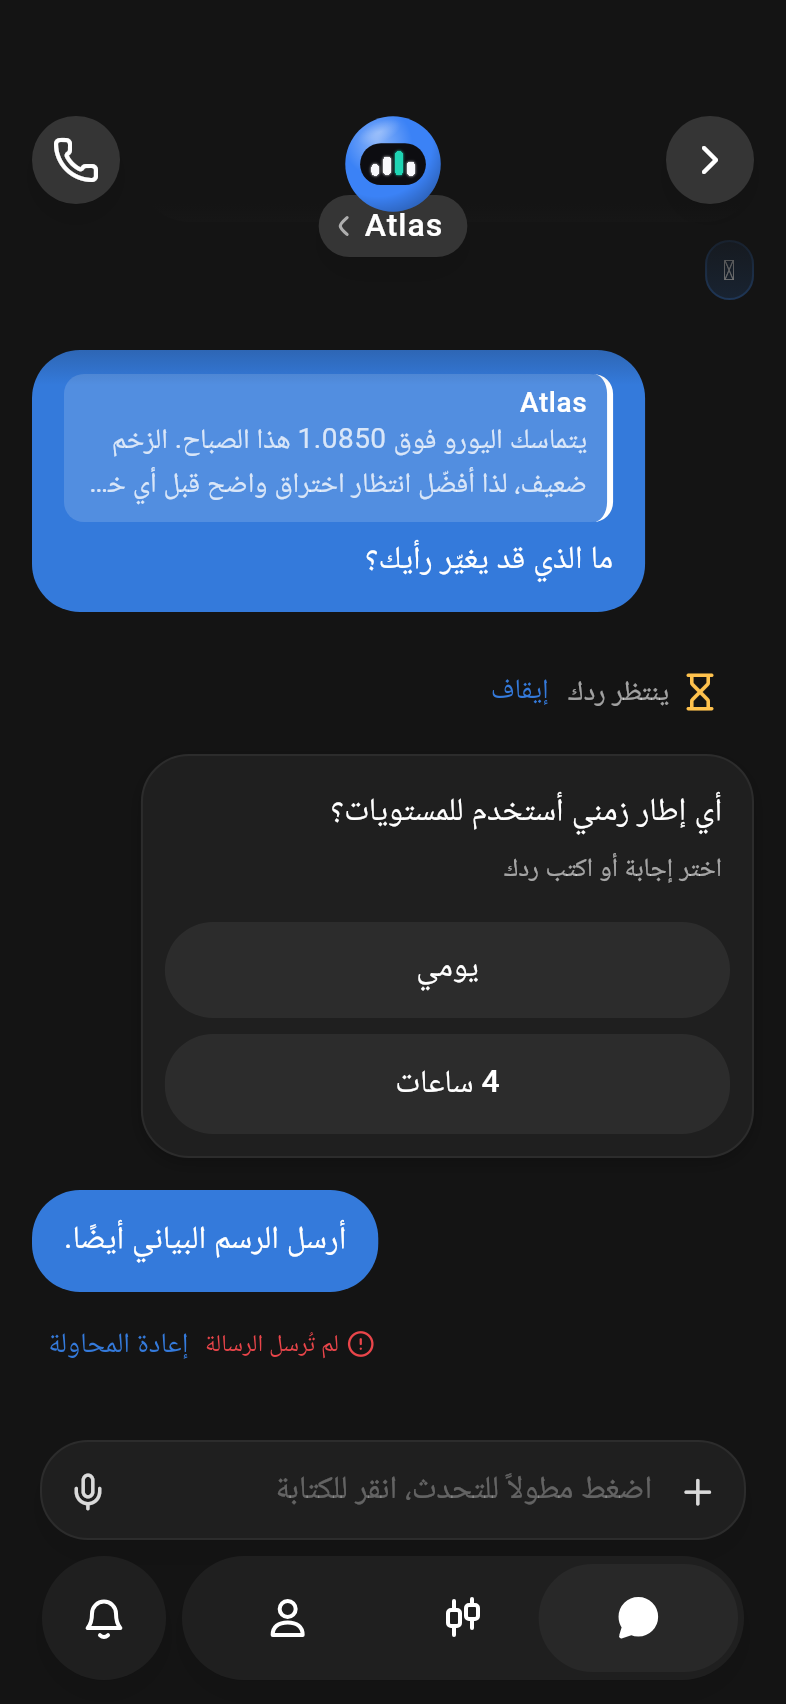 Atlas
Atlas
يتماسك اليورو فوق 1.0850 هذا الصباح. الزخم
ضعيف، لذا أفضّل انتظار اختراق واضح قبل أي خـ...
ما الذي قد يغيّر رأيك؟
ينتظر ردك إيقاف
أي إطار زمني أستخدم للمستويات؟
اختر إجابة أو اكتب ردك
يومي
4 ساعات
أرسل الرسم البياني أيضًا.
لم تُرسل الرسالة إعادة المحاولة
اضغط مطولاً للتحدث، انقر للكتابة